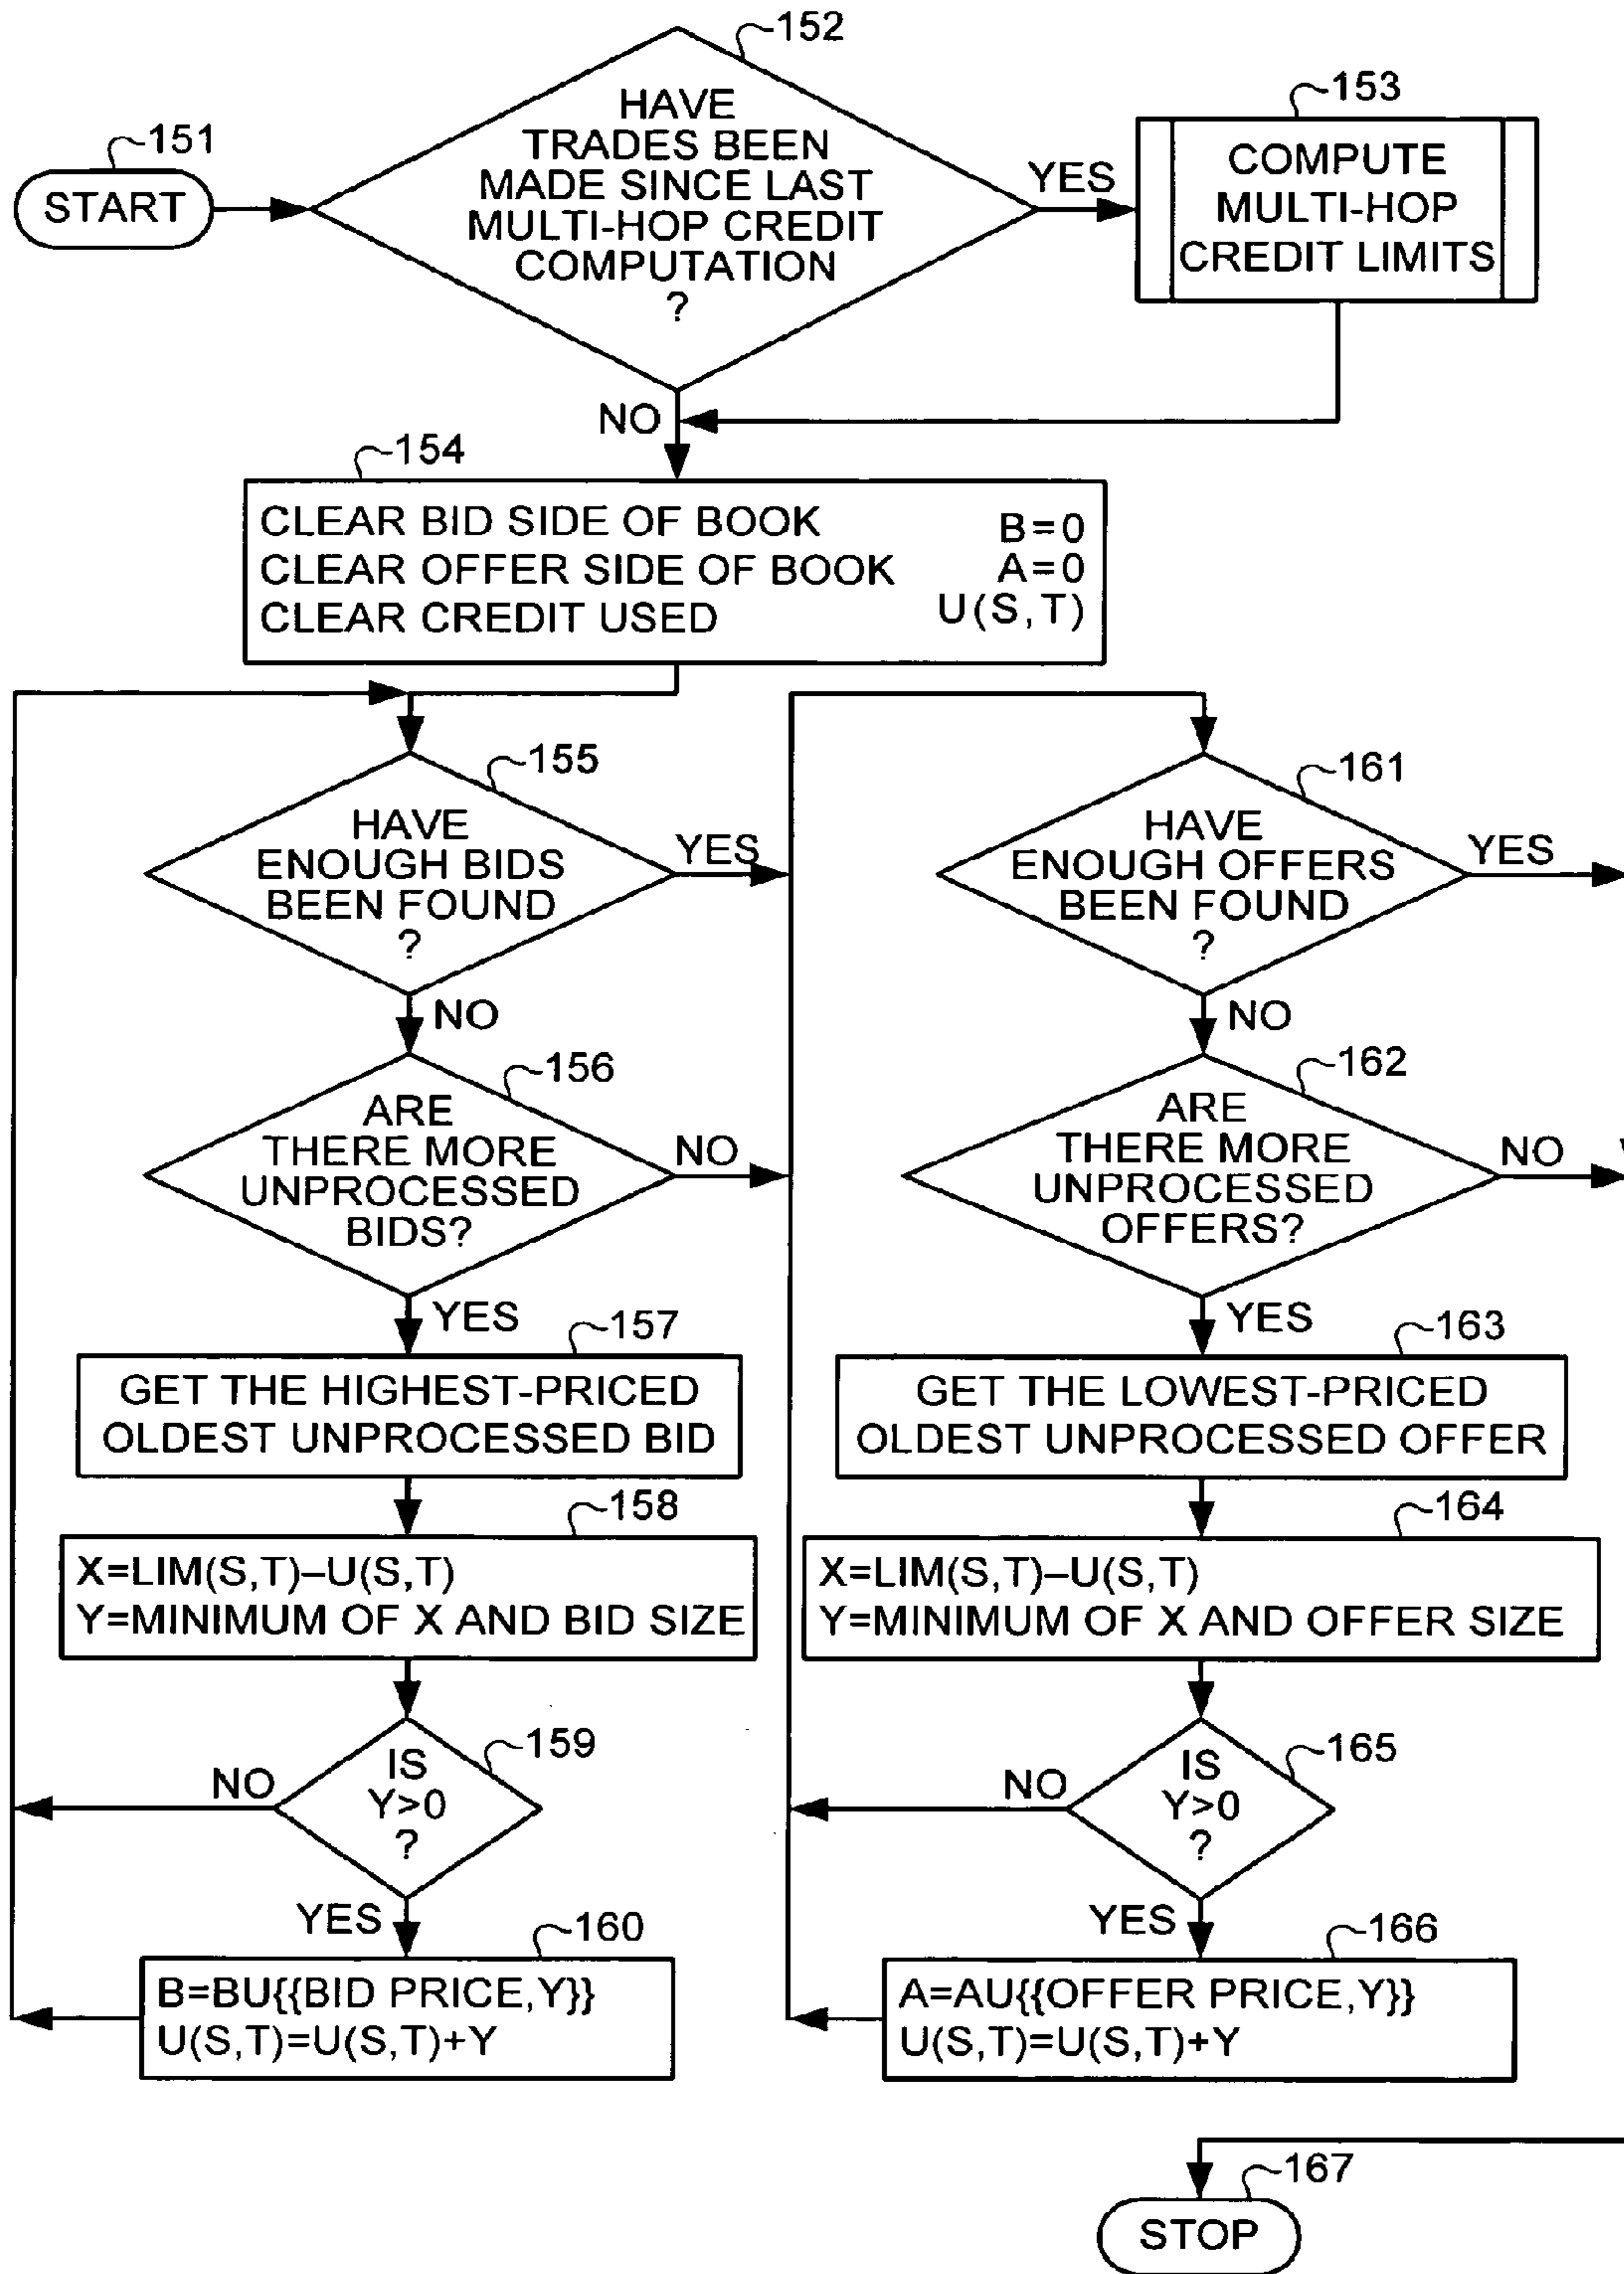 152
HAVE
TRADES BEEN
MADE SINCE LAST
MULTI-HOP CREDIT
COMPUTATION
?
151
START
YES
153
COMPUTE
MULTI-HOP
CREDIT LIMITS
NO
154
CLEAR BID SIDE OF BOOK B=0
CLEAR OFFER SIDE OF BOOK A=0
CLEAR CREDIT USED U(S,T)
155
HAVE
ENOUGH BIDS
BEEN FOUND
?
YES
NO
156
ARE
THERE MORE
UNPROCESSED
BIDS?
NO
YES
157
GET THE HIGHEST-PRICED
OLDEST UNPROCESSED BID
158
X=LIM(S,T)–U(S,T)
Y=MINIMUM OF X AND BID SIZE
159
IS
Y>0
?
NO
YES
160
B=BU{{BID PRICE,Y}}
U(S,T)=U(S,T)+Y
161
HAVE
ENOUGH OFFERS
BEEN FOUND
?
YES
NO
162
ARE
THERE MORE
UNPROCESSED
OFFERS?
NO
YES
163
GET THE LOWEST-PRICED
OLDEST UNPROCESSED OFFER
164
X=LIM(S,T)–U(S,T)
Y=MINIMUM OF X AND OFFER SIZE
165
IS
Y>0
?
NO
YES
166
A=AU{{OFFER PRICE,Y}}
U(S,T)=U(S,T)+Y
167
STOP